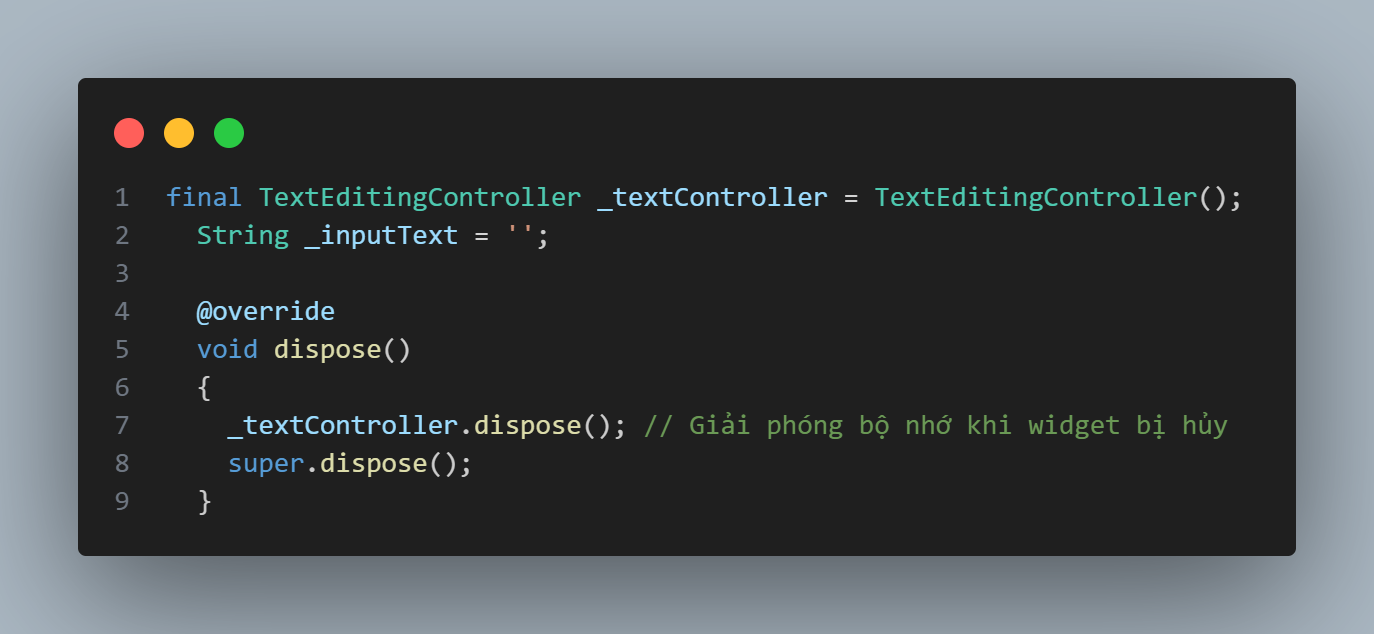 1 final TextEditingController _textController = TextEditingController();
2   String _inputText = '';
3
4   @override
5   void dispose()
6   {
7     _textController.dispose(); // Giải phóng bộ nhớ khi widget bị hủy
8     super.dispose();
9   }